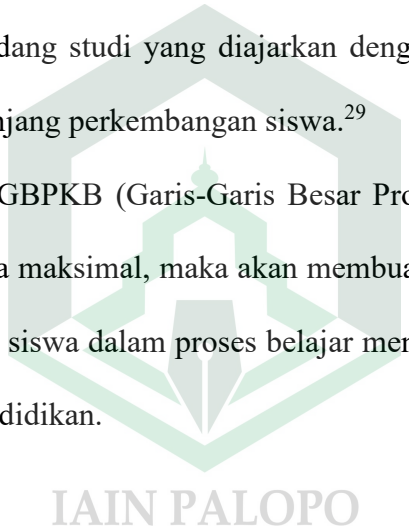 dang studi yang diajarkan deng
njang perkembangan siswa.29
GBPKB (Garis-Garis Besar Pro
a maksimal, maka akan membua
siswa dalam proses belajar men
didikan.
IAIN PALOPO